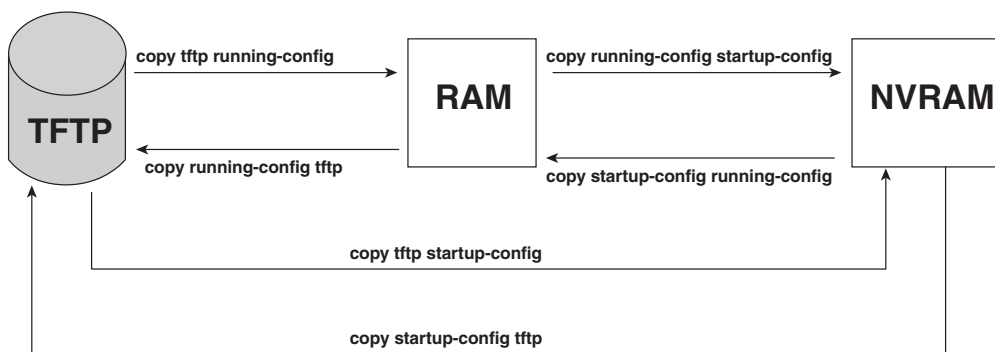 copy tftp running-config
copy running-config startup-config
TFTP
RAM
NVRAM
copy running-config tftp
copy startup-config running-config
copy tftp startup-config
copy startup-config tftp